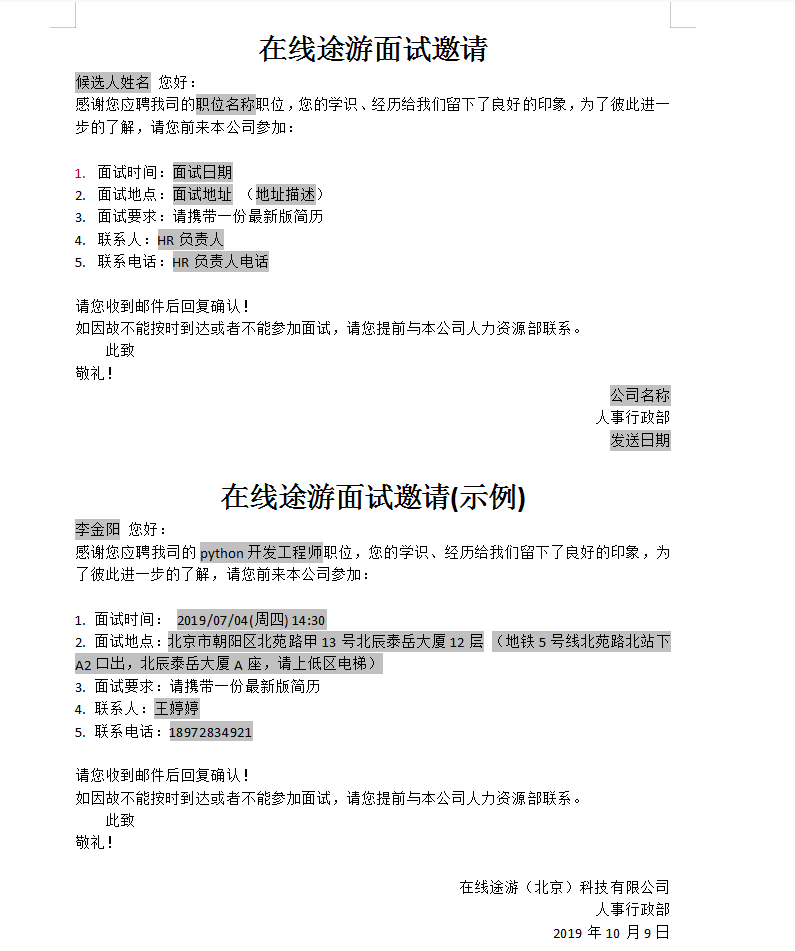 在线途游面试邀请
候选人姓名 您好：
感谢您应聘我司的职位名称职位，您的学识、经历给我们留下了良好的印象，为了彼此进一
步的了解，请您前来本公司参加：
1. 面试时间：面试日期
2. 面试地点：面试地址 （地址描述）
3. 面试要求：请携带一份最新版简历
4. 联系人：HR 负责人
5. 联系电话：HR 负责人电话
请您收到邮件后回复确认！
如因故不能按时到达或者不能参加面试，请您提前与本公司人力资源部联系。
此致
敬礼！
公司名称
人事行政部
发送日期
在线途游面试邀请(示例)
李金阳 您好：
感谢您应聘我司的 python 开发工程师职位，您的学识、经历给我们留下了良好的印象，为
了彼此进一步的了解，请您前来本公司参加：
1. 面试时间： 2019/07/04(周四) 14:30
2. 面试地点：北京市朝阳区北苑路甲 13 号北辰泰岳大厦 12 层 （地铁 5 号线北苑路北站下
A2 口出，北辰泰岳大厦 A 座，请上低区电梯）
3. 面试要求：请携带一份最新版简历
4. 联系人：王婷婷
5. 联系电话：18972834921
请您收到邮件后回复确认！
如因故不能按时到达或者不能参加面试，请您提前与本公司人力资源部联系。
此致
敬礼！
在线途游（北京）科技有限公司
人事行政部
2019 年 10 月 9 日